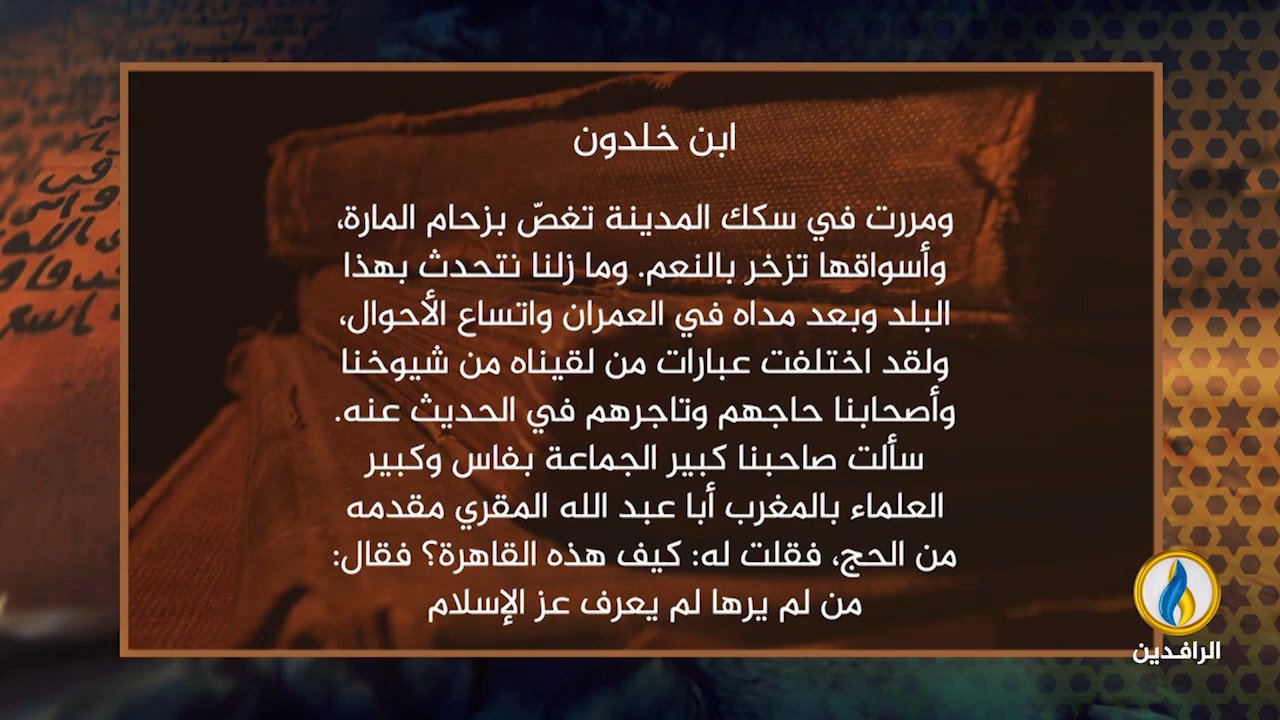 ابن خلدون
ومررت في سكك المدينة تغصّ بزحام المارة،
وأسواقها تزخر بالنعم. وما زلنا نتحدث بهذا
البلد وبعد مداه في العمران واتساع الأحوال،
ولقد اختلفت عبارات من لقيناه من شيوخنا
وأصحابنا حاجهم وتاجرهم في الحديث عنه.
سألت صاحبنا كبير الجماعة بفاس وكبير
العلماء بالمغرب أبا عبد الله المقري مقدمه
من الحج، فقلت له: كيف هذه القاهرة؟ فقال:
من لم يرها لم يعرف عز الإسلام
الرافدين